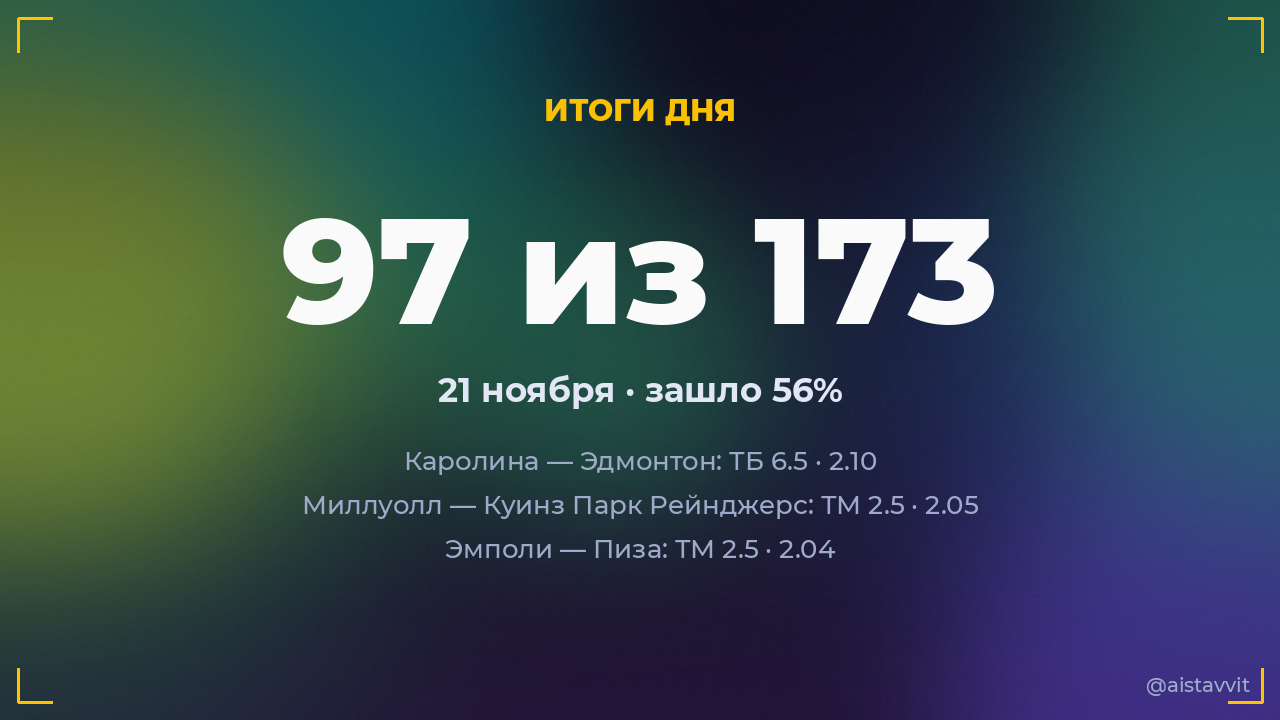 ИТОГИ ДНЯ
97 из 173
21 ноября · зашло 56%
Каролина — Эдмонтон: ТБ 6.5 · 2.10
Миллуолл — Куинз Парк Рейнджерс: ТМ 2.5 · 2.05
Эмполи — Пиза: ТМ 2.5 · 2.04
@aistavvit